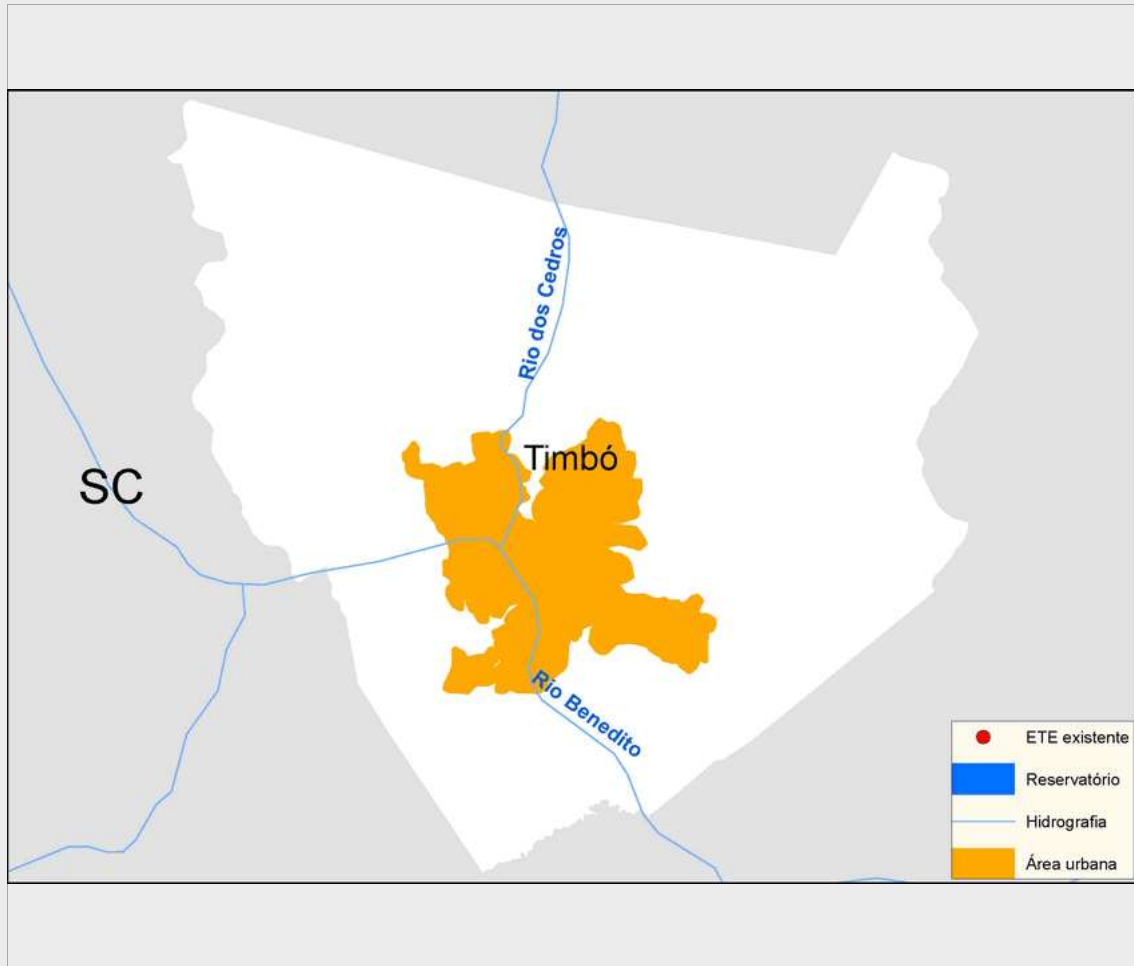 Rio dos Cedros
Timbó
SC
Rio Benedito
ETE existente
Reservatório
Hidrografia
Área urbana